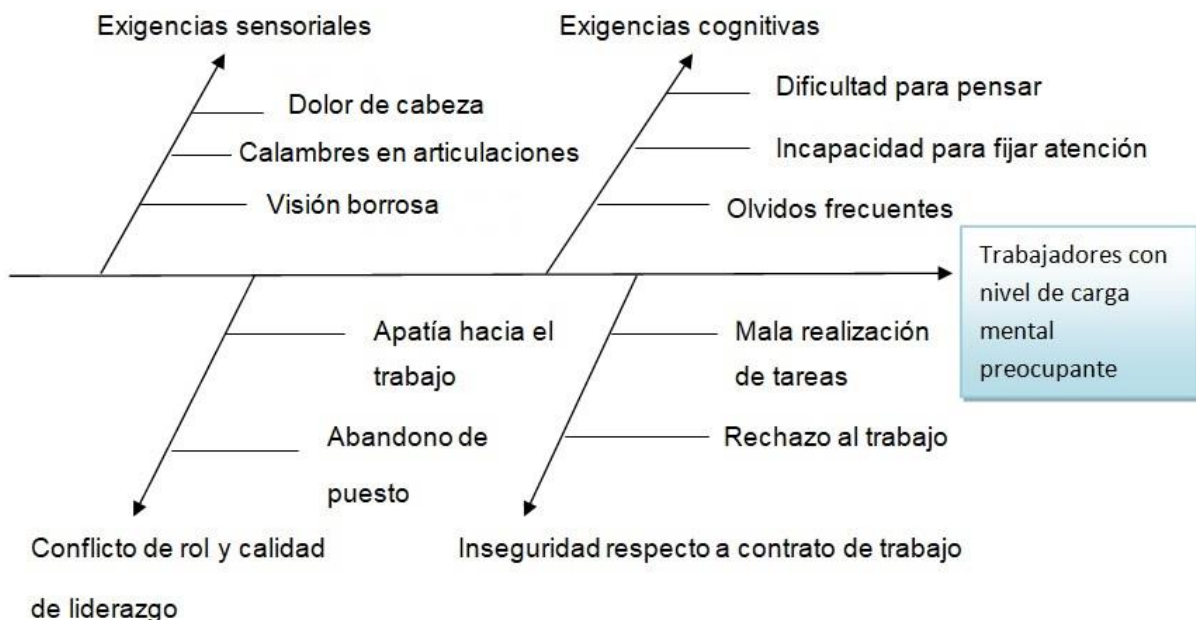 Exigencias sensoriales
Exigencias cognitivas
Dolor de cabeza
Calambres en articulaciones
Visión borrosa
Dificultad para pensar
Incapacidad para fijar atención
Olvidos frecuentes
Trabajadores con
nivel de carga
mental
preocupante
Apatía hacia el
trabajo
Abandono de
puesto
Mala realización
de tareas
Rechazo al trabajo
Conflicto de rol y calidad
de liderazgo
Inseguridad respecto a contrato de trabajo